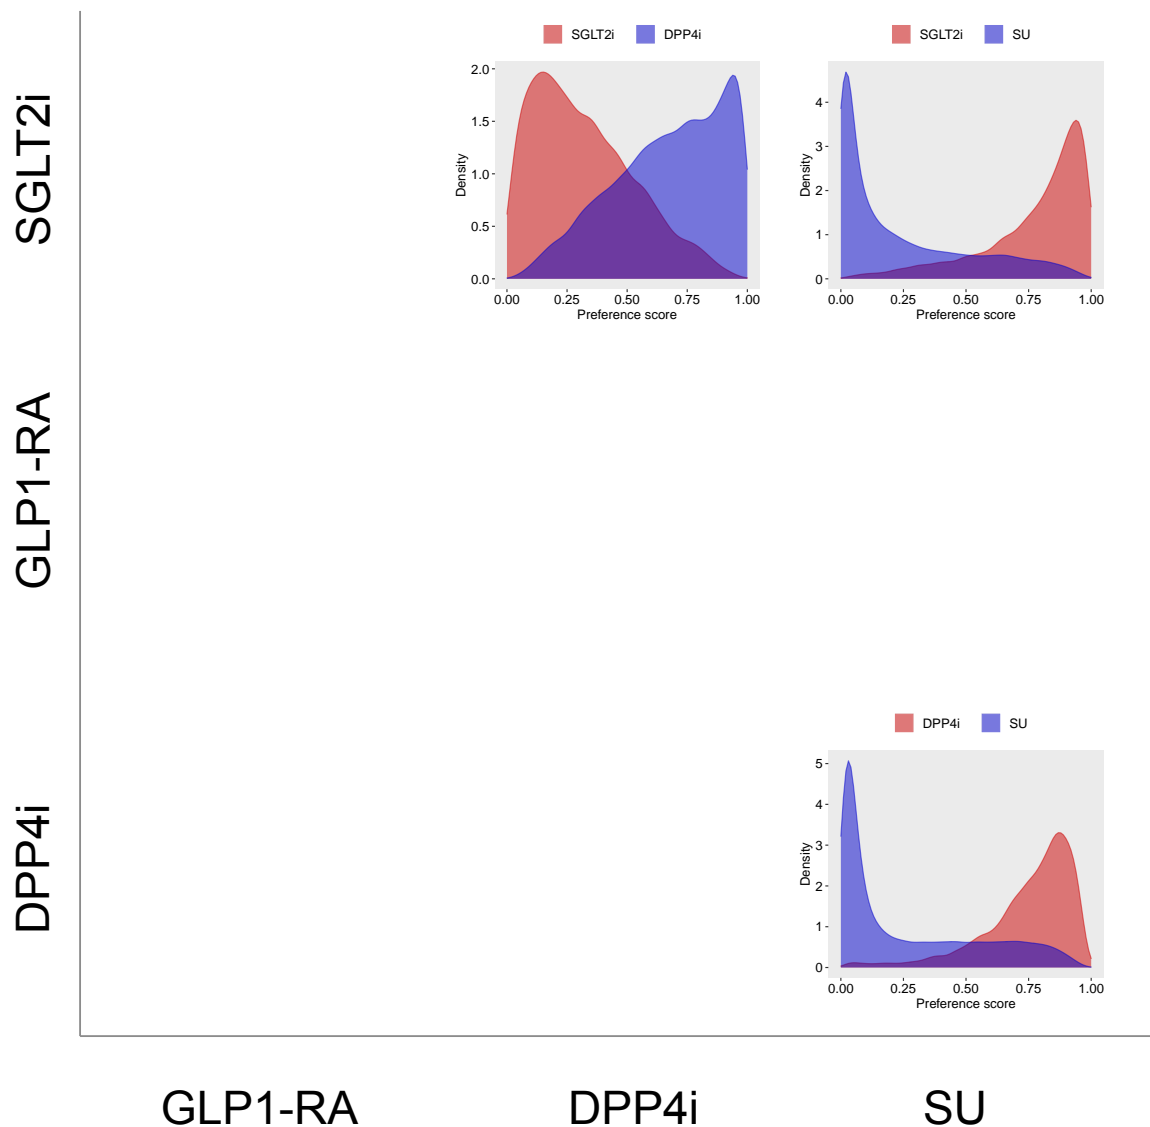 SGLT2i DPP4i
2.0
1.5
1.0
0.5
0.0
Density
0.00 0.25 0.50 0.75 1.00
Preference score
SGLT2i SU
4
3
2
1
0
0.00 0.25 0.50 0.75 1.00
Density
Preference score
SGLT2i
GLP1-RA
DPP4i SU
5
4
3
2
1
0
Density
0.00 0.25 0.50 0.75 1.00
Preference score
DPP4i
GLP1-RA DPP4i SU